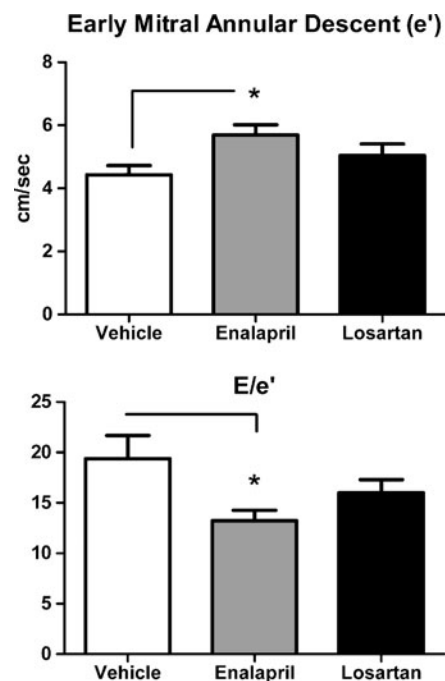 Early Mitral Annular Descent (e')
8
6
4
2
0
cm/sec
*
Vehicle Enalapril Losartan
E/e'
25
20
15
10
5
0
*
Vehicle Enalapril Losartan